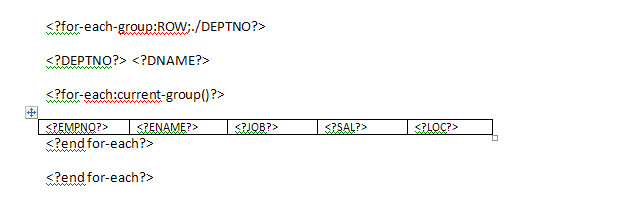 <?for-each-group:ROW;./DEPTNO?>
<?DEPTNO?> <?DNAME?>
<?for-each:current-group()?>
<?EMPNO?> <?ENAME?> <?JOB?> <?SAL?> <?LOC?>
<?end for-each?>
<?end for-each?>